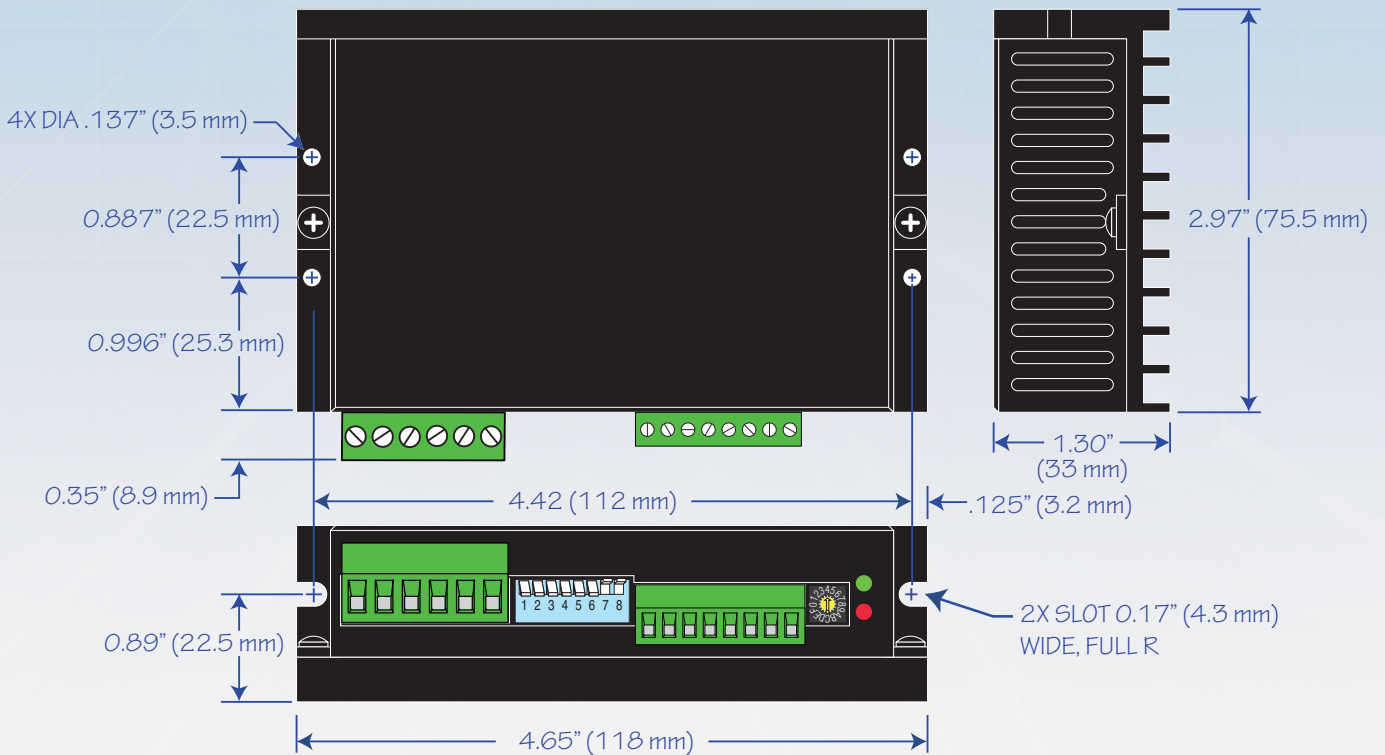 4X DIA .137” (3.5 mm)
0.887” (22.5 mm)
0.996” (25.3 mm)
0.35” (8.9 mm)
4.42 (112 mm)
.125” (3.2 mm)
2.97” (75.5 mm)
1.30”
(33 mm)
1 2 3 4 5 6 7 8
0123456789ABCDEF
0.89” (22.5 mm)
2X SLOT 0.17” (4.3 mm)
WIDE, FULL R
4.65” (118 mm)